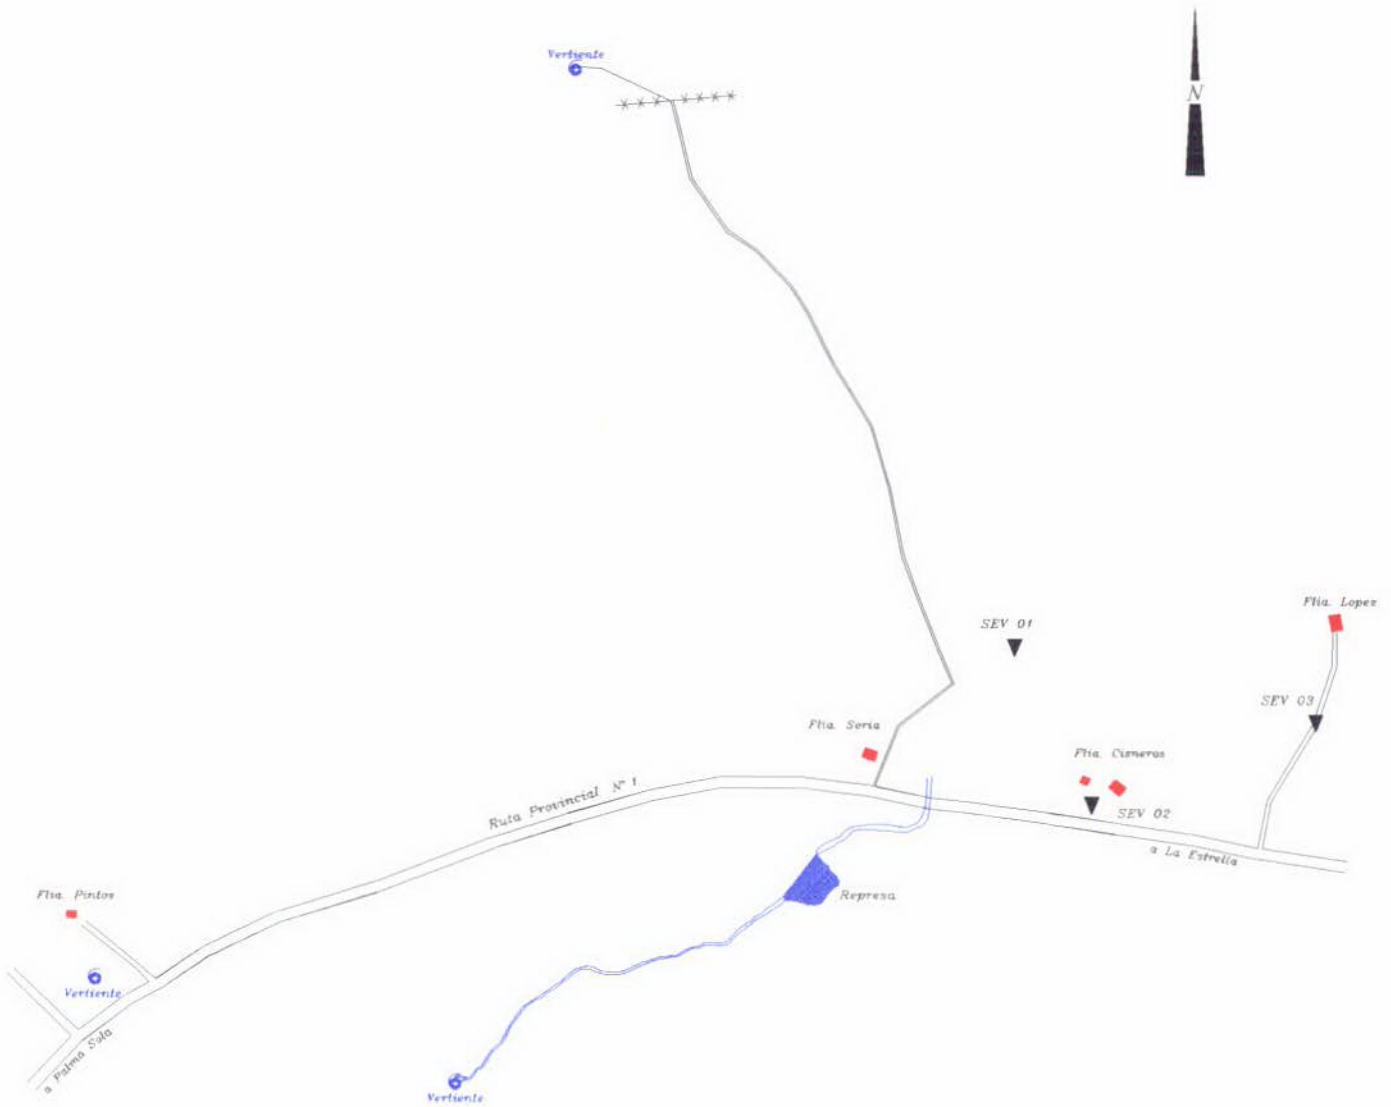 Vertiente
N
Flia. Lopez
SEV 01
SEV 03
Flia. Soria
Flia. Cisneros
Ruta Provincial N° 1
SEV 02
a La Estrella
Flia. Pintos
Represa
Vertiente
a Palma Sola
Vertiente